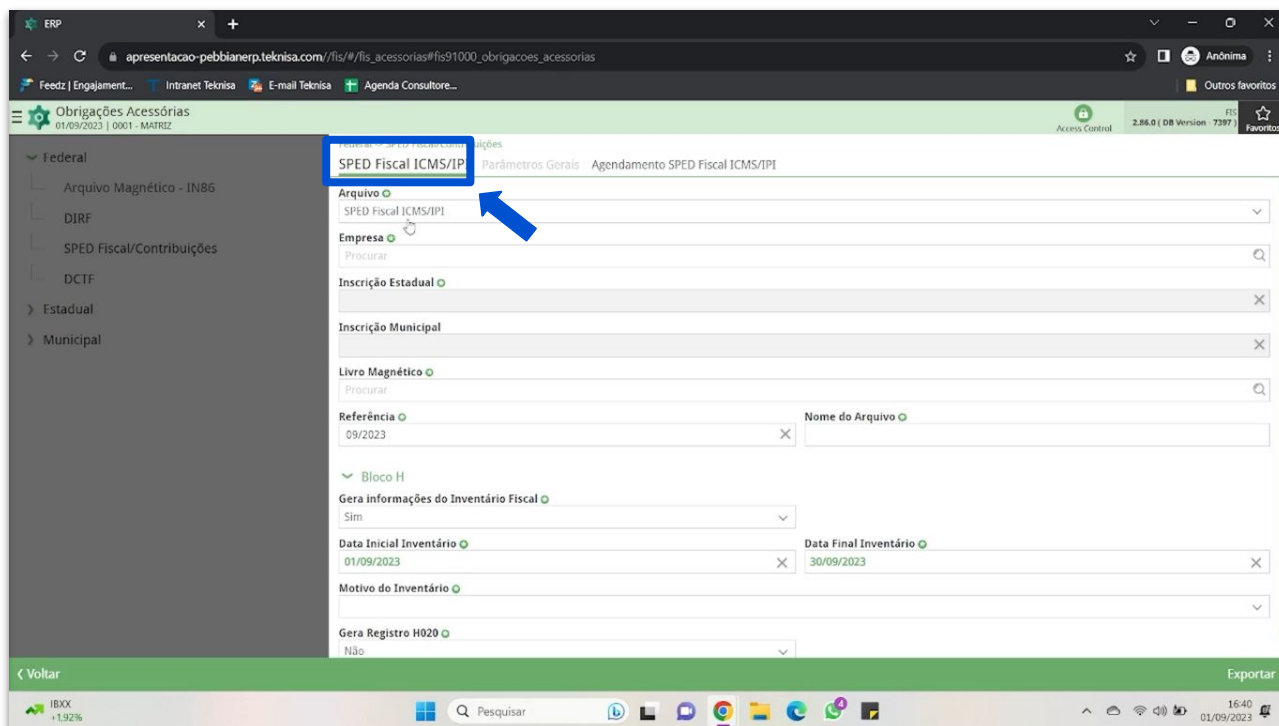 ERP
apresentacao-pebbianerp.teknisa.com//fis/#/fis_acessorias#fis91000_obrigacoes_acessorias
Anônima
Feedz | Engajament...
Intranet Teknisa
E-mail Teknisa
Agenda Consultore...
Outros favoritos
Obrigações Acessórias
01/09/2023 | 0001 - MATRIZ
Access Control
FIS
2.86.0 ( DB Version - 7397 )
Favoritos
Federal
Arquivo Magnético - IN86
DIRF
SPED Fiscal/Contribuições
DCTF
Estadual
Municipal
Federal -> SPED Fiscal/Contribuições
SPED Fiscal ICMS/IPI Parâmetros Gerais Agendamento SPED Fiscal ICMS/IPI
Arquivo
SPED Fiscal ICMS/IPI
Empresa
Procurar
Inscrição Estadual
Inscrição Municipal
Livro Magnético
Procurar
Referência
Nome do Arquivo
09/2023
Bloco H
Gera informações do Inventário Fiscal
Sim
Data Inicial Inventário
Data Final Inventário
01/09/2023
30/09/2023
Motivo do Inventário
Gera Registro H020
Não
Voltar
Exportar
IBXX
+1,92%
Pesquisar
4
16:40
01/09/2023